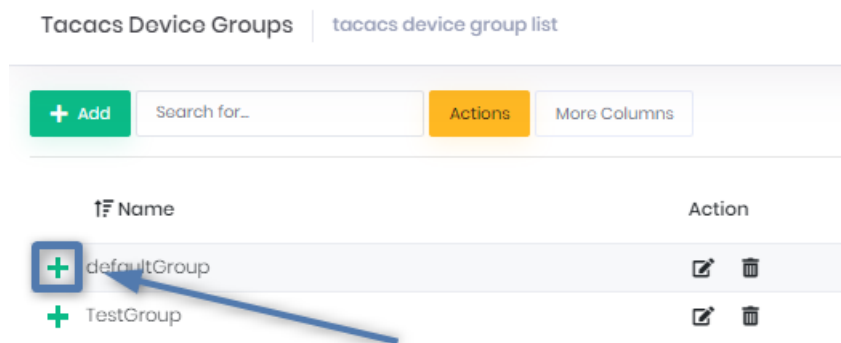 Tacacs Device Groups tacacs device group list
Add Search for... Actions More Columns
Name Action
defaultGroup
TestGroup